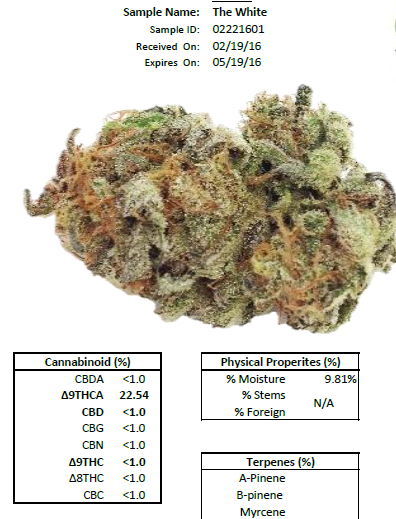 Sample Name: The White
Sample ID: 02221601
Received On: 02/19/16
Expires On: 05/19/16
Cannabinoid (%)
CBDA <1.0
Δ9THCA 22.54
CBD <1.0
CBG <1.0
CBN <1.0
Δ9THC <1.0
Δ8THC <1.0
CBC <1.0
Physical Properites (%)
% Moisture 9.81%
% Stems
N/A
% Foreign
Terpenes (%)
A-Pinene
B-pinene
Myrcene